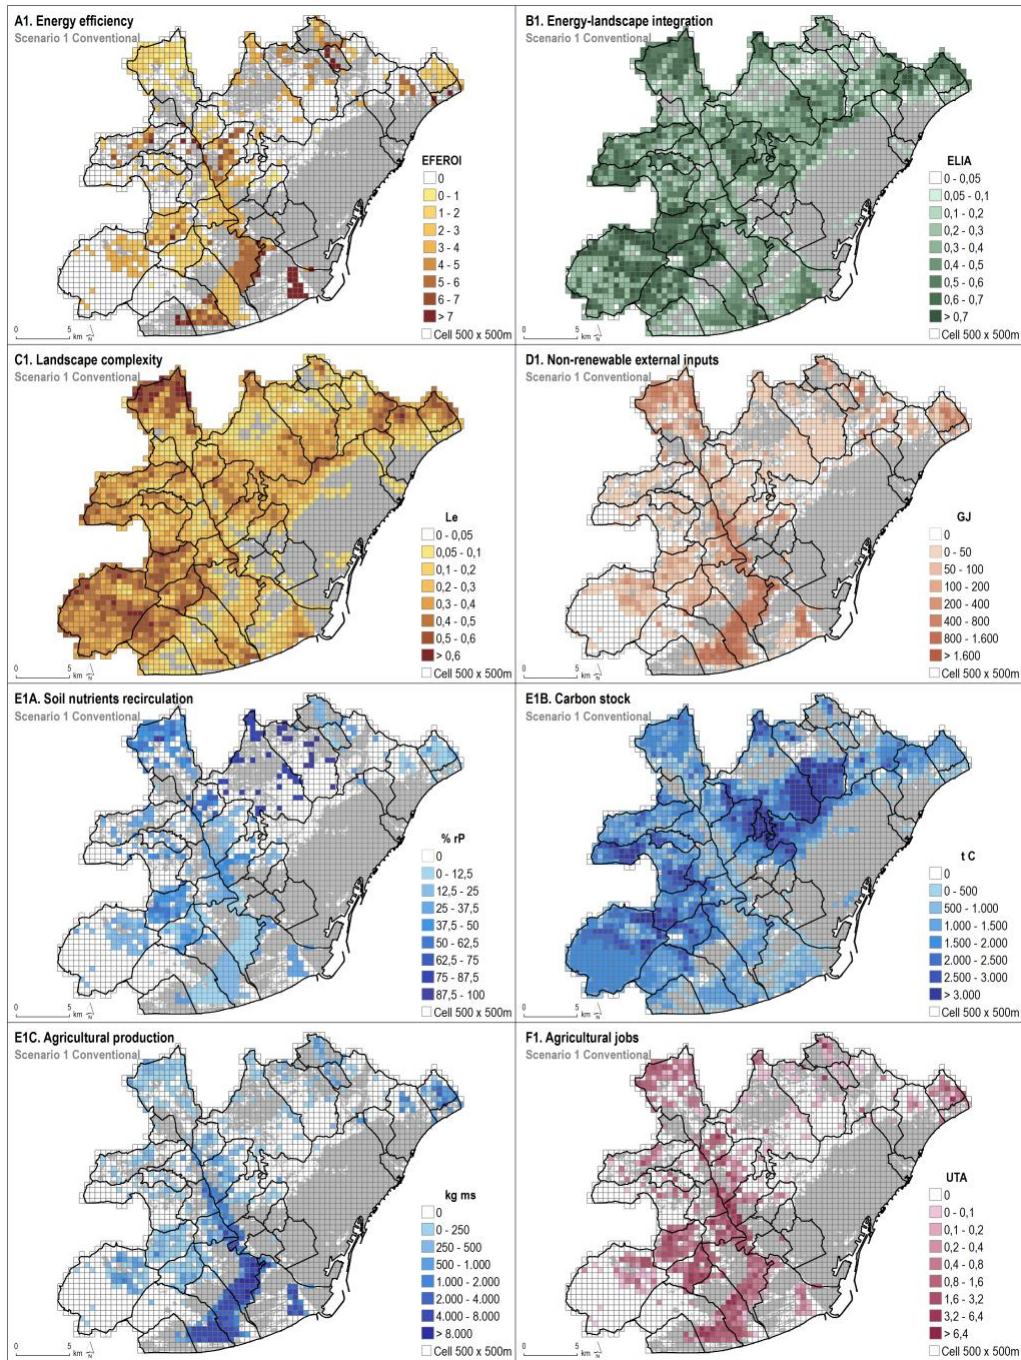 A1. Energy efficiency
Scenario 1 Conventional
EFEROI
0
0 - 1
1 - 2
2 - 3
3 - 4
4 - 5
5 - 6
6 - 7
> 7
Cell 500 x 500m
0 5
km N
B1. Energy-landscape integration
Scenario 1 Conventional
ELIA
0 - 0,05
0,05 - 0,1
0,1 - 0,2
0,2 - 0,3
0,3 - 0,4
0,4 - 0,5
0,5 - 0,6
0,6 - 0,7
> 0,7
Cell 500 x 500m
0 5
km N
C1. Landscape complexity
Scenario 1 Conventional
Le
0 - 0,05
0,05 - 0,1
0,1 - 0,2
0,2 - 0,3
0,3 - 0,4
0,4 - 0,5
0,5 - 0,6
> 0,6
Cell 500 x 500m
0 5
km N
D1. Non-renewable external inputs
Scenario 1 Conventional
GJ
0
0 - 50
50 - 100
100 - 200
200 - 400
400 - 800
800 - 1.600
> 1.600
Cell 500 x 500m
0 5
km N
E1A. Soil nutrients recirculation
Scenario 1 Conventional
% rP
0
0 - 12,5
12,5 - 25
25 - 37,5
37,5 - 50
50 - 62,5
62,5 - 75
75 - 87,5
87,5 - 100
Cell 500 x 500m
0 5
km N
E1B. Carbon stock
Scenario 1 Conventional
t C
0
0 - 500
500 - 1.000
1.000 - 1.500
1.500 - 2.000
2.000 - 2.500
2.500 - 3.000
> 3.000
Cell 500 x 500m
0 5
km N
E1C. Agricultural production
Scenario 1 Conventional
kg ms
0
0 - 250
250 - 500
500 - 1.000
1.000 - 2.000
2.000 - 4.000
4.000 - 8.000
> 8.000
Cell 500 x 500m
0 5
km N
F1. Agricultural jobs
Scenario 1 Conventional
UTA
0
0 - 0,1
0,1 - 0,2
0,2 - 0,4
0,4 - 0,8
0,8 - 1,6
1,6 - 3,2
3,2 - 6,4
> 6,4
Cell 500 x 500m
0 5
km N